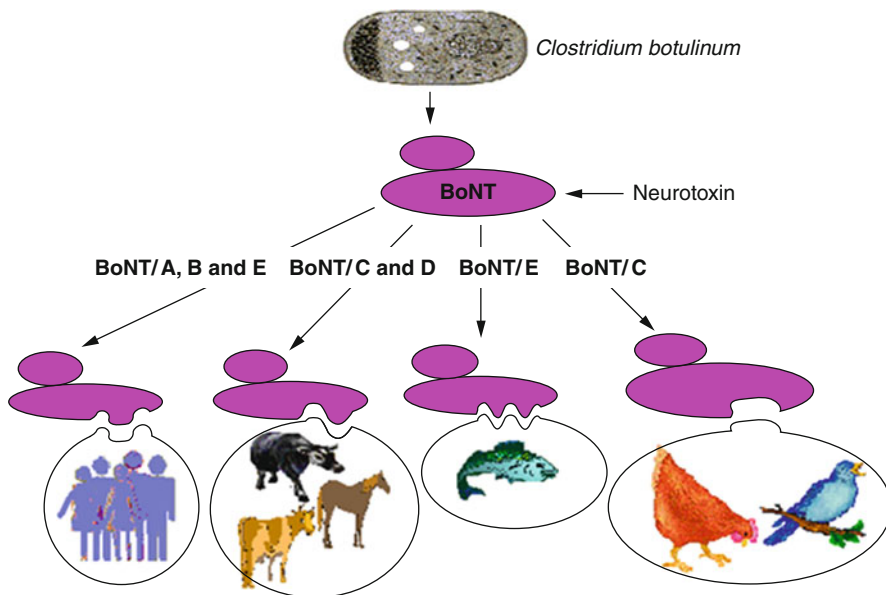 Clostridium botulinum
BoNT
Neurotoxin
BoNT/A, B and E BoNT/C and D BoNT/E BoNT/C